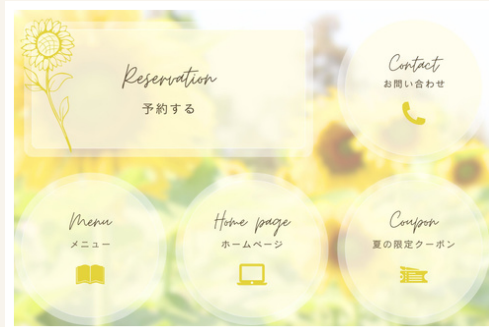 Reservation
予約する
Contact
お問い合わせ
Menu
メニュー
Home page
ホームページ
Coupon
夏の限定クーポン